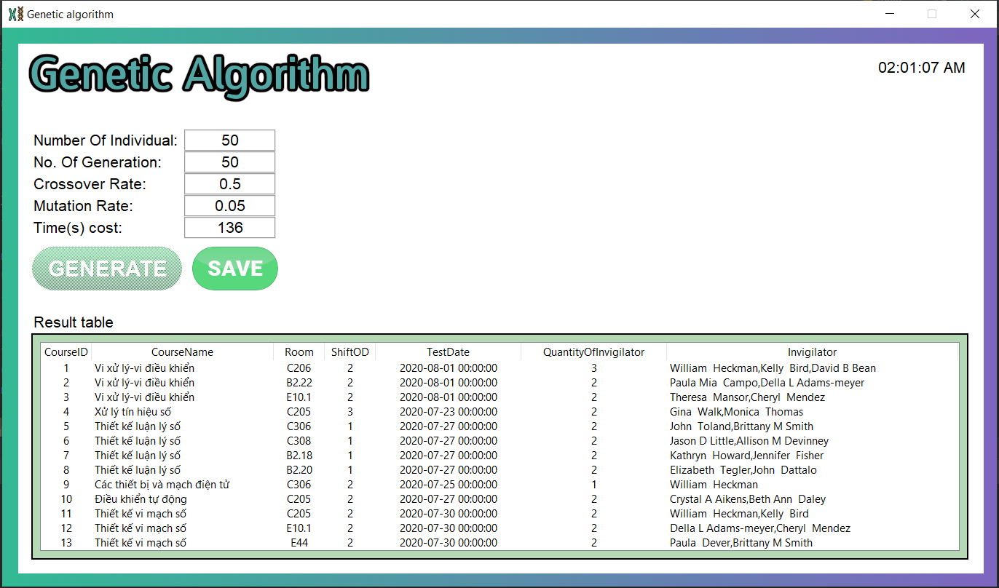 Genetic algorithm
Genetic Algorithm
02:01:07 AM
Number Of Individual: 50
No. Of Generation: 50
Crossover Rate: 0.5
Mutation Rate: 0.05
Time(s) cost: 136
GENERATE SAVE
Result table
CourseID CourseName Room ShiftOD TestDate QuantityOfInvigilator Invigilator
1 Vi xử lý-vi điều khiển C206 2 2020-08-01 00:00:00 3 William  Heckman,Kelly  Bird,David B Bean
2 Vi xử lý-vi điều khiển B2.22 2 2020-08-01 00:00:00 2 Paula Mia  Campo,Della L Adams-meyer
3 Vi xử lý-vi điều khiển E10.1 2 2020-08-01 00:00:00 2 Theresa  Mansor,Cheryl  Mendez
4 Xử lý tín hiệu số C205 3 2020-07-23 00:00:00 2 Gina  Walk,Monica  Thomas
5 Thiết kế luận lý số C306 1 2020-07-27 00:00:00 2 John  Toland,Brittany M Smith
6 Thiết kế luận lý số C308 1 2020-07-27 00:00:00 2 Jason D Little,Allison M Devinney
7 Thiết kế luận lý số B2.18 1 2020-07-27 00:00:00 2 Kathryn  Howard,Jennifer  Fisher
8 Thiết kế luận lý số B2.20 1 2020-07-27 00:00:00 2 Elizabeth  Tegler,John  Dattalo
9 Các thiết bị và mạch điện tử C306 2 2020-07-25 00:00:00 1 William  Heckman
10 Điều khiển tự động C205 2 2020-07-27 00:00:00 2 Crystal A Aikens,Beth Ann  Daley
11 Thiết kế vi mạch số C205 2 2020-07-30 00:00:00 2 William  Heckman,Kelly  Bird
12 Thiết kế vi mạch số E10.1 2 2020-07-30 00:00:00 2 Della L Adams-meyer,Cheryl  Mendez
13 Thiết kế vi mạch số E44 2 2020-07-30 00:00:00 2 Paula  Dever,Brittany M Smith